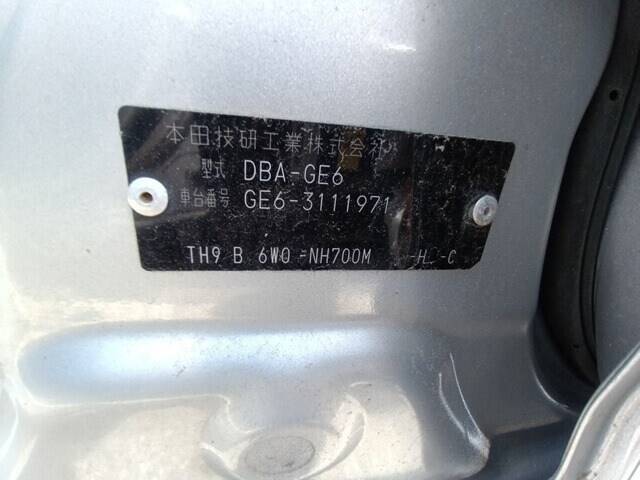 本田技研工業株式会社
型式 DBA-GE6
車台番号 GE6-3111971
TH9 B 6W0 -NH700M -H -C